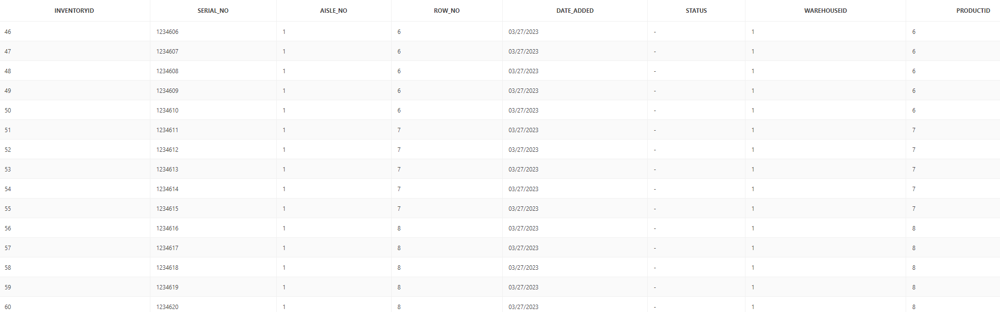 INVENTORYID SERIAL_NO AISLE_NO ROW_NO DATE_ADDED STATUS WAREHOUSEID PRODUCTID
46 1234606 1 6 03/27/2023 - 1 6
47 1234607 1 6 03/27/2023 - 1 6
48 1234608 1 6 03/27/2023 - 1 6
49 1234609 1 6 03/27/2023 - 1 6
50 1234610 1 6 03/27/2023 - 1 6
51 1234611 1 7 03/27/2023 - 1 7
52 1234612 1 7 03/27/2023 - 1 7
53 1234613 1 7 03/27/2023 - 1 7
54 1234614 1 7 03/27/2023 - 1 7
55 1234615 1 7 03/27/2023 - 1 7
56 1234616 1 8 03/27/2023 - 1 8
57 1234617 1 8 03/27/2023 - 1 8
58 1234618 1 8 03/27/2023 - 1 8
59 1234619 1 8 03/27/2023 - 1 8
60 1234620 1 8 03/27/2023 - 1 8